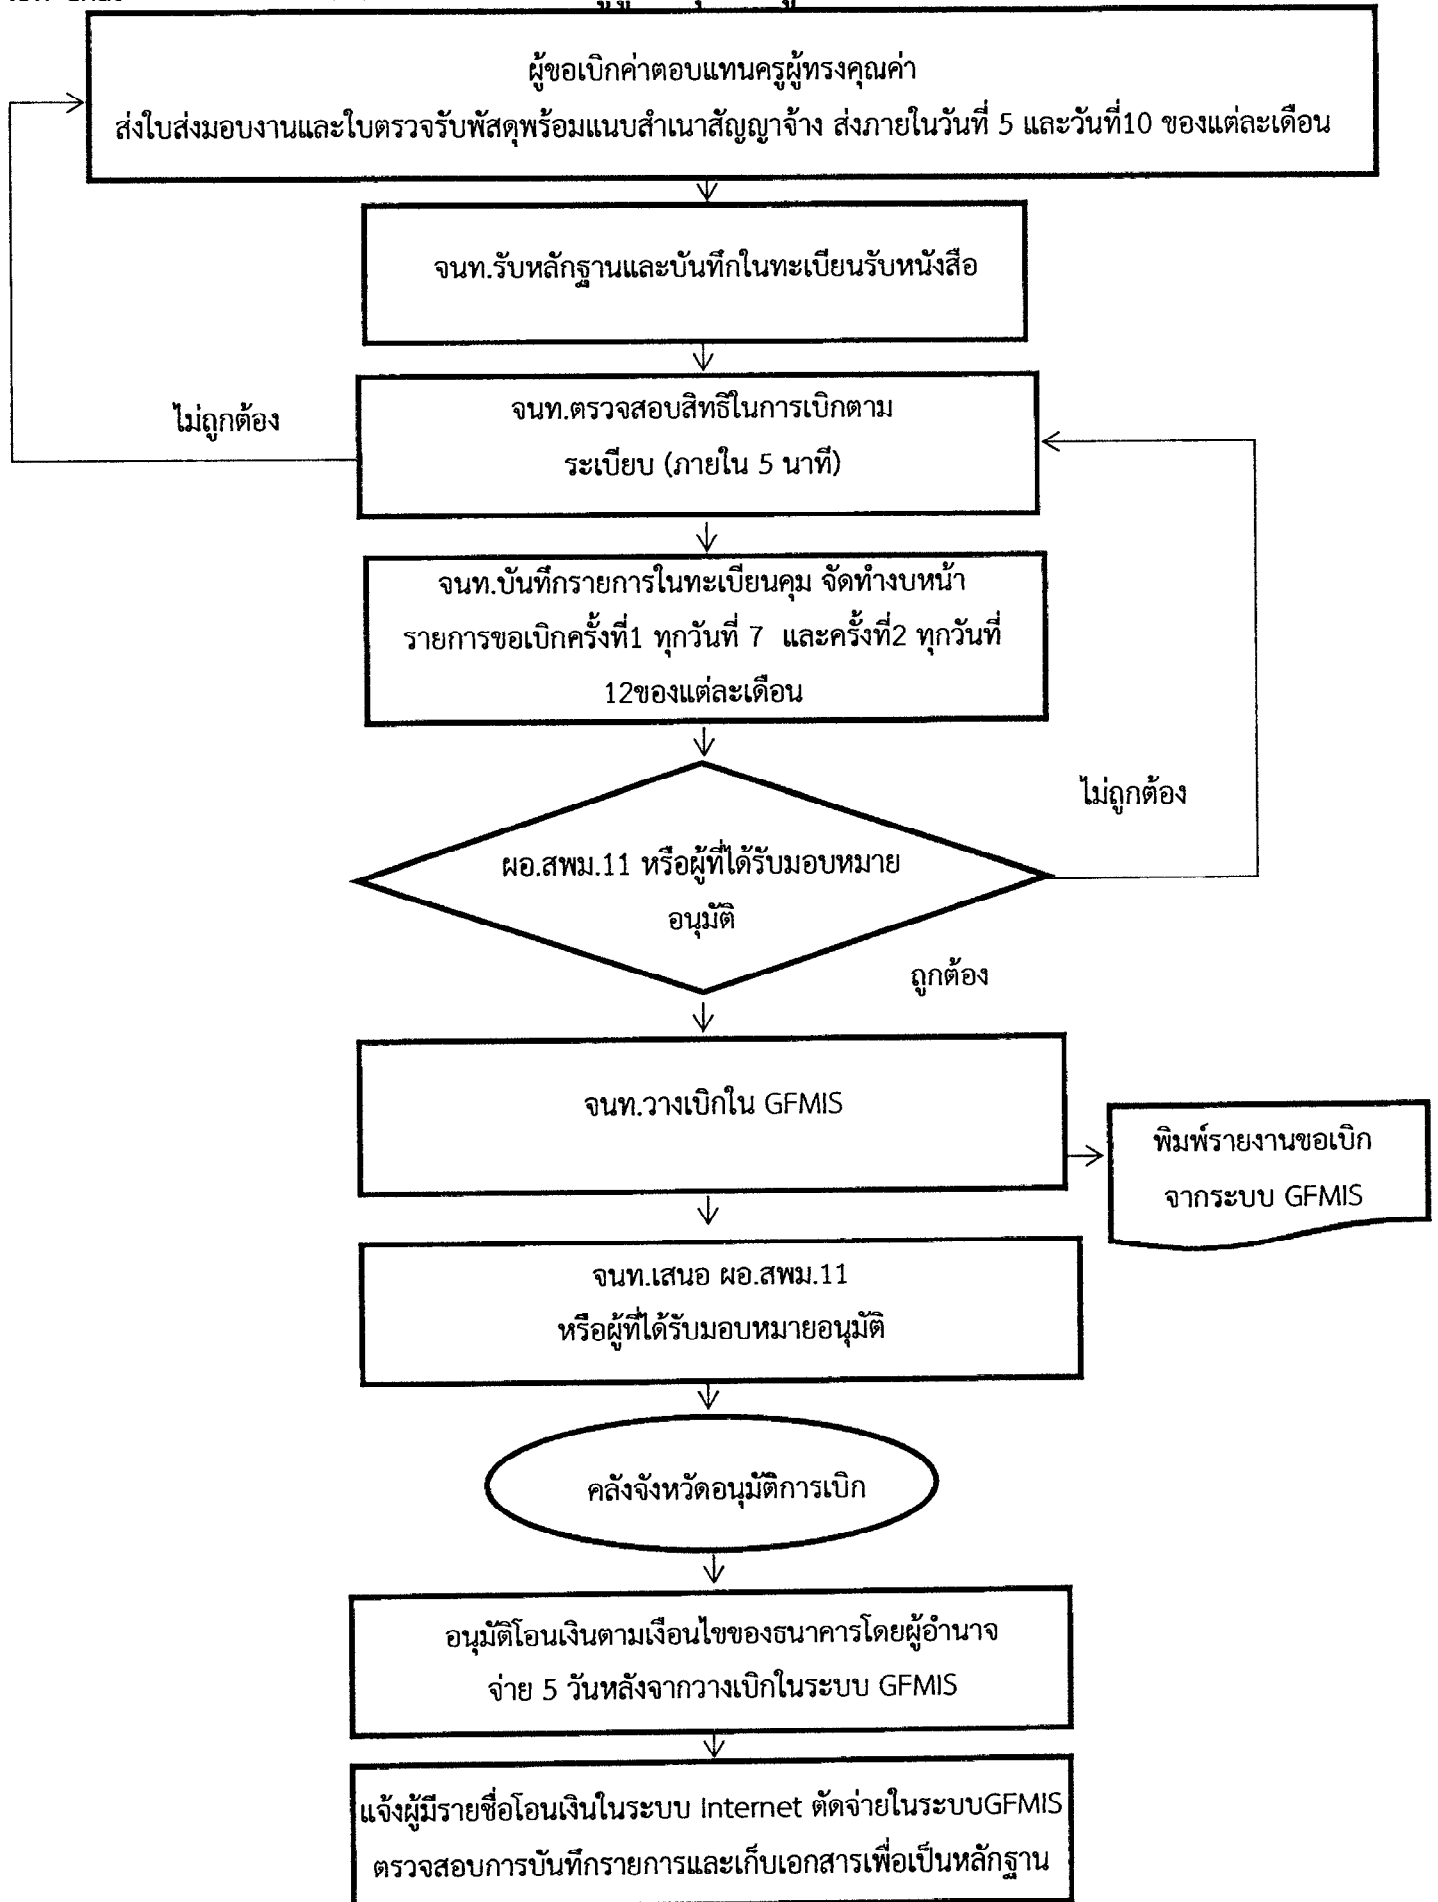 ผู้ขอเบิกค่าตอบแทนครูผู้ทรงคุณค่า
ส่งใบส่งมอบงานและใบตรวจรับพัสดุพร้อมแนบสำเนาสัญญาจ้าง ส่งภายในวันที่ 5 และวันที่10 ของแต่ละเดือน
จนท.รับหลักฐานและบันทึกในทะเบียนรับหนังสือ
ไม่ถูกต้อง
จนท.ตรวจสอบสิทธิในการเบิกตาม
ระเบียบ (ภายใน 5 นาที)
จนท.บันทึกรายการในทะเบียนคุม จัดทำงบหน้า
รายการขอเบิกครั้งที่1 ทุกวันที่ 7 และครั้งที่2 ทุกวันที่
12ของแต่ละเดือน
ไม่ถูกต้อง
ผอ.สพม.11 หรือผู้ที่ได้รับมอบหมาย
อนุมัติ
ถูกต้อง
จนท.วางเบิกใน GFMIS
พิมพ์รายงานขอเบิก
จากระบบ GFMIS
จนท.เสนอ ผอ.สพม.11
หรือผู้ที่ได้รับมอบหมายอนุมัติ
คลังจังหวัดอนุมัติการเบิก
อนุมัติโอนเงินตามเงือนไขของธนาคารโดยผู้อำนาจ
จ่าย 5 วันหลังจากวางเบิกในระบบ GFMIS
แจ้งผู้มีรายชื่อโอนเงินในระบบ Internet ตัดจ่ายในระบบGFMIS
ตรวจสอบการบันทึกรายการและเก็บเอกสารเพื่อเป็นหลักฐาน